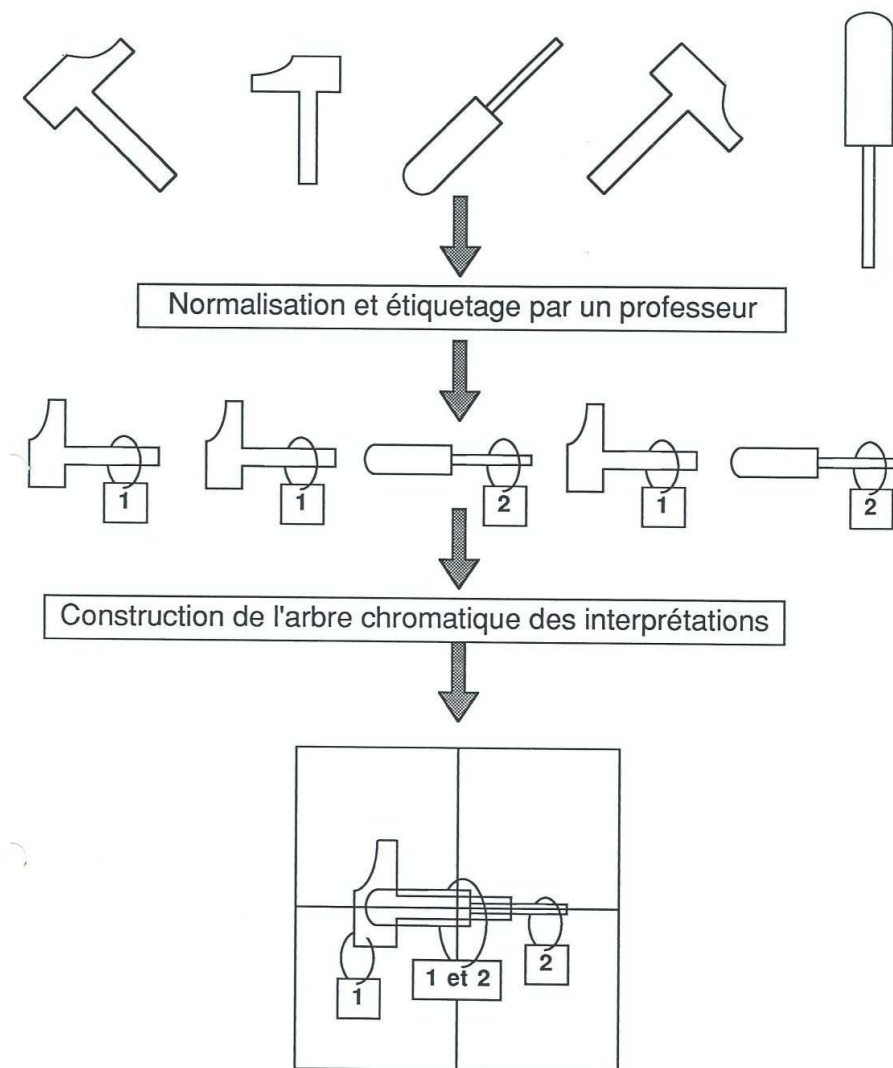 Normalisation et étiquetage par un professeur
1 1 2 1 2
Construction de l'arbre chromatique des interprétations
1 1 et 2 2